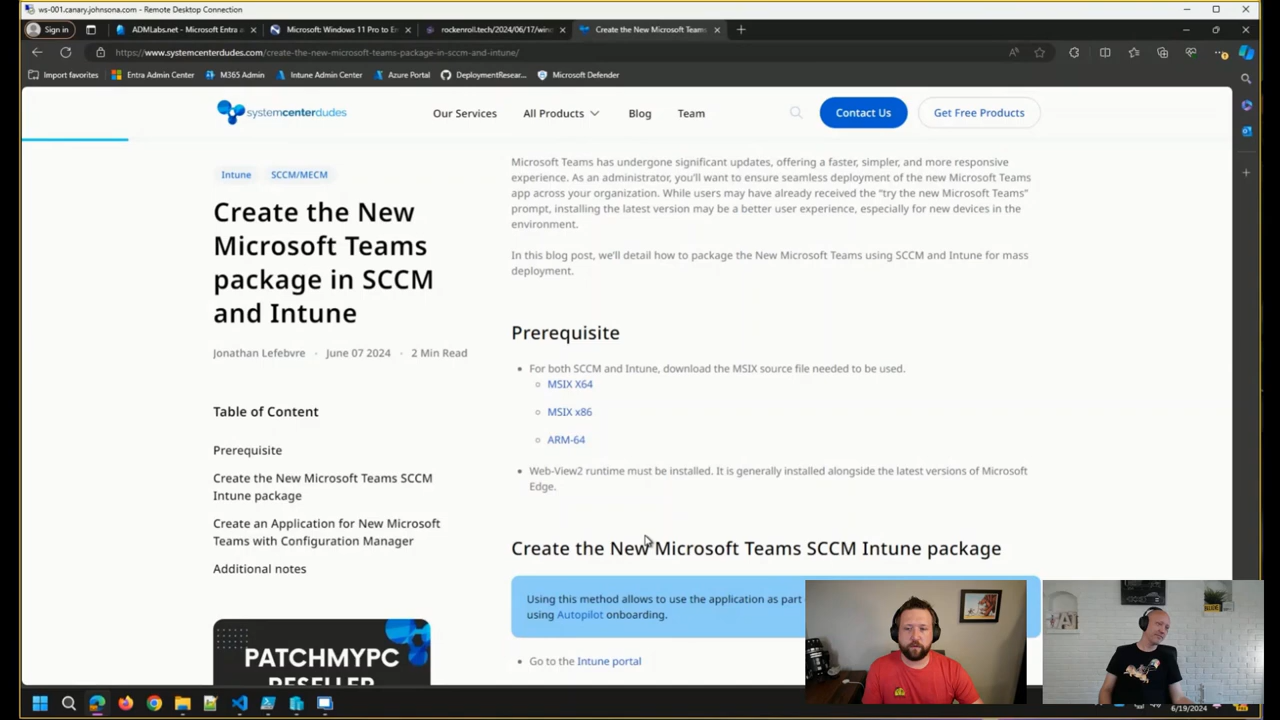 ws-001.canary.johnsona.com - Remote Desktop Connection
Sign in
ADMLabs.net - Microsoft Entra a
Microsoft: Windows 11 Pro to E
rockenroll.tech/2024/06/17/win
Create the New Microsoft Teams
https://www.systemcenterdudes.com/create-the-new-microsoft-teams-package-in-sccm-and-intune/
Import favorites
Entra Admin Center
M365 Admin
Intune Admin Center
Azure Portal
DeploymentResear...
Microsoft Defender
systemcenterdudes
Our Services
All Products
Blog
Team
Contact Us
Get Free Products
Intune
SCCM/MECM
Create the New
Microsoft Teams
package in SCCM
and Intune
Jonathan Lefebvre · June 07 2024 · 2 Min Read
Table of Content
Prerequisite
Create the New Microsoft Teams SCCM
Intune package
Create an Application for New Microsoft
Teams with Configuration Manager
Additional notes
PATCHMYPC
RESELLER
Microsoft Teams has undergone significant updates, offering a faster, simpler, and more responsive
experience. As an administrator, you'll want to ensure seamless deployment of the new Microsoft Teams
app across your organization. While users may have already received the "try the new Microsoft Teams"
prompt, installing the latest version may be a better user experience, especially for new devices in the
environment.
In this blog post, we'll detail how to package the New Microsoft Teams using SCCM and Intune for mass
deployment.
Prerequisite
For both SCCM and Intune, download the MSIX source file needed to be used.
MSIX X64
MSIX x86
ARM-64
Web-View2 runtime must be installed. It is generally installed alongside the latest versions of Microsoft
Edge.
Create the New Microsoft Teams SCCM Intune package
Using this method allows to use the application as part
using Autopilot onboarding.
Go to the Intune portal
6/19/2024